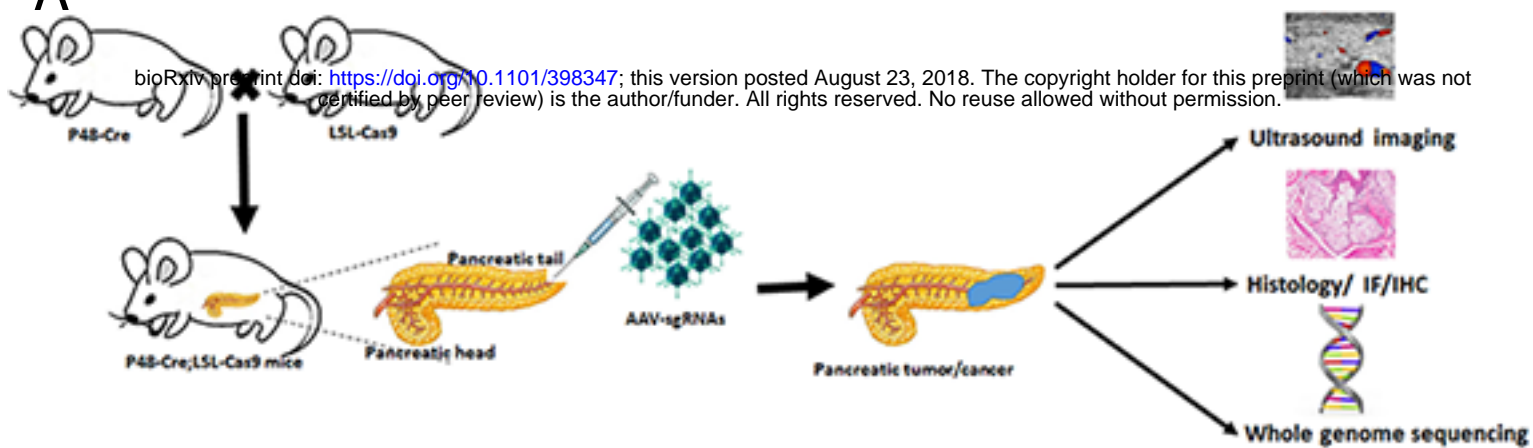 A
bioRxiv preprint doi: https://doi.org/10.1101/398347; this version posted August 23, 2018. The copyright holder for this preprint (which was not
certified by peer review) is the author/funder. All rights reserved. No reuse allowed without permission.
P48-Cre
LSL-Cas9
Ultrasound imaging
Pancreatic tail
Histology/ IF/IHC
AAV-sgRNAs
Pancreatic head
P48-Cre;LSL-Cas9 mice
Pancreatic tumor/cancer
Whole genome sequencing